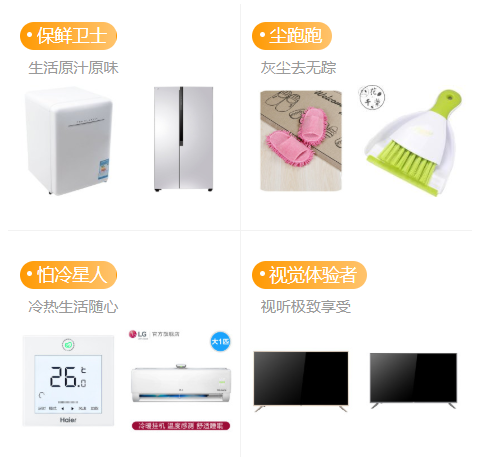 保鲜卫士
生活原汁原味
尘跑跑
灰尘去无踪
怕冷星人
冷热生活随心
26.0
Haier
LG
官方旗舰店
大1匹
冷暖挂机 温度感测 舒适睡眠
视觉体验者
视听极致享受